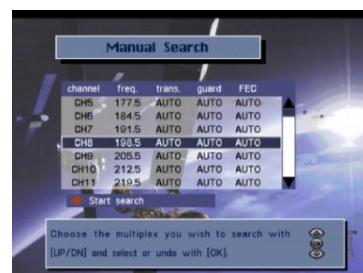 Manual Search
channel freq. trans. guard FEC
CH5 177.5 AUTO AUTO AUTO
CH6 184.5 AUTO AUTO AUTO
CH7 191.5 AUTO AUTO AUTO
CH8 198.5 AUTO AUTO AUTO
CH9 205.5 AUTO AUTO AUTO
CH10 212.5 AUTO AUTO AUTO
CH11 219.5 AUTO AUTO AUTO
Start search
Choose the multiplex you wish to search with
[UP/DN] and select or undo with [OK].
OK